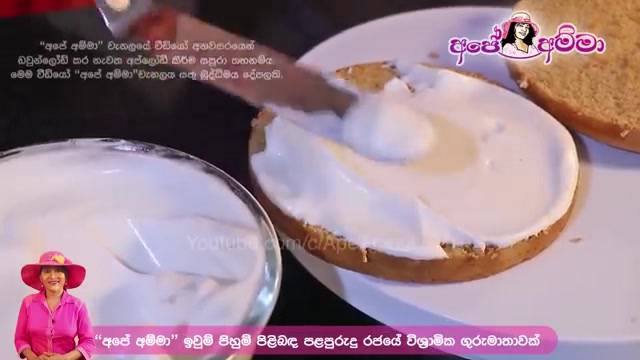 “අපේ අම්මා” චැනලයේ වීඩියෝ අනවසරයෙන්
ඩවුන්ලෝඩ් කර නැවත අප්ලෝඩ් කිරීම සපුරා තහනම්ය.
මෙම වීඩියෝ “අපේ අම්මා”චැනලය සතු බුද්ධිමය දේපලකි.
අපේ අම්මා
Youtube.com/c/Ape
“අපේ අම්මා” ඉවුම් පිහුම් පිළිබඳ පළපුරුදු රජයේ විශ්‍රාමික ගුරුමාතාවක්